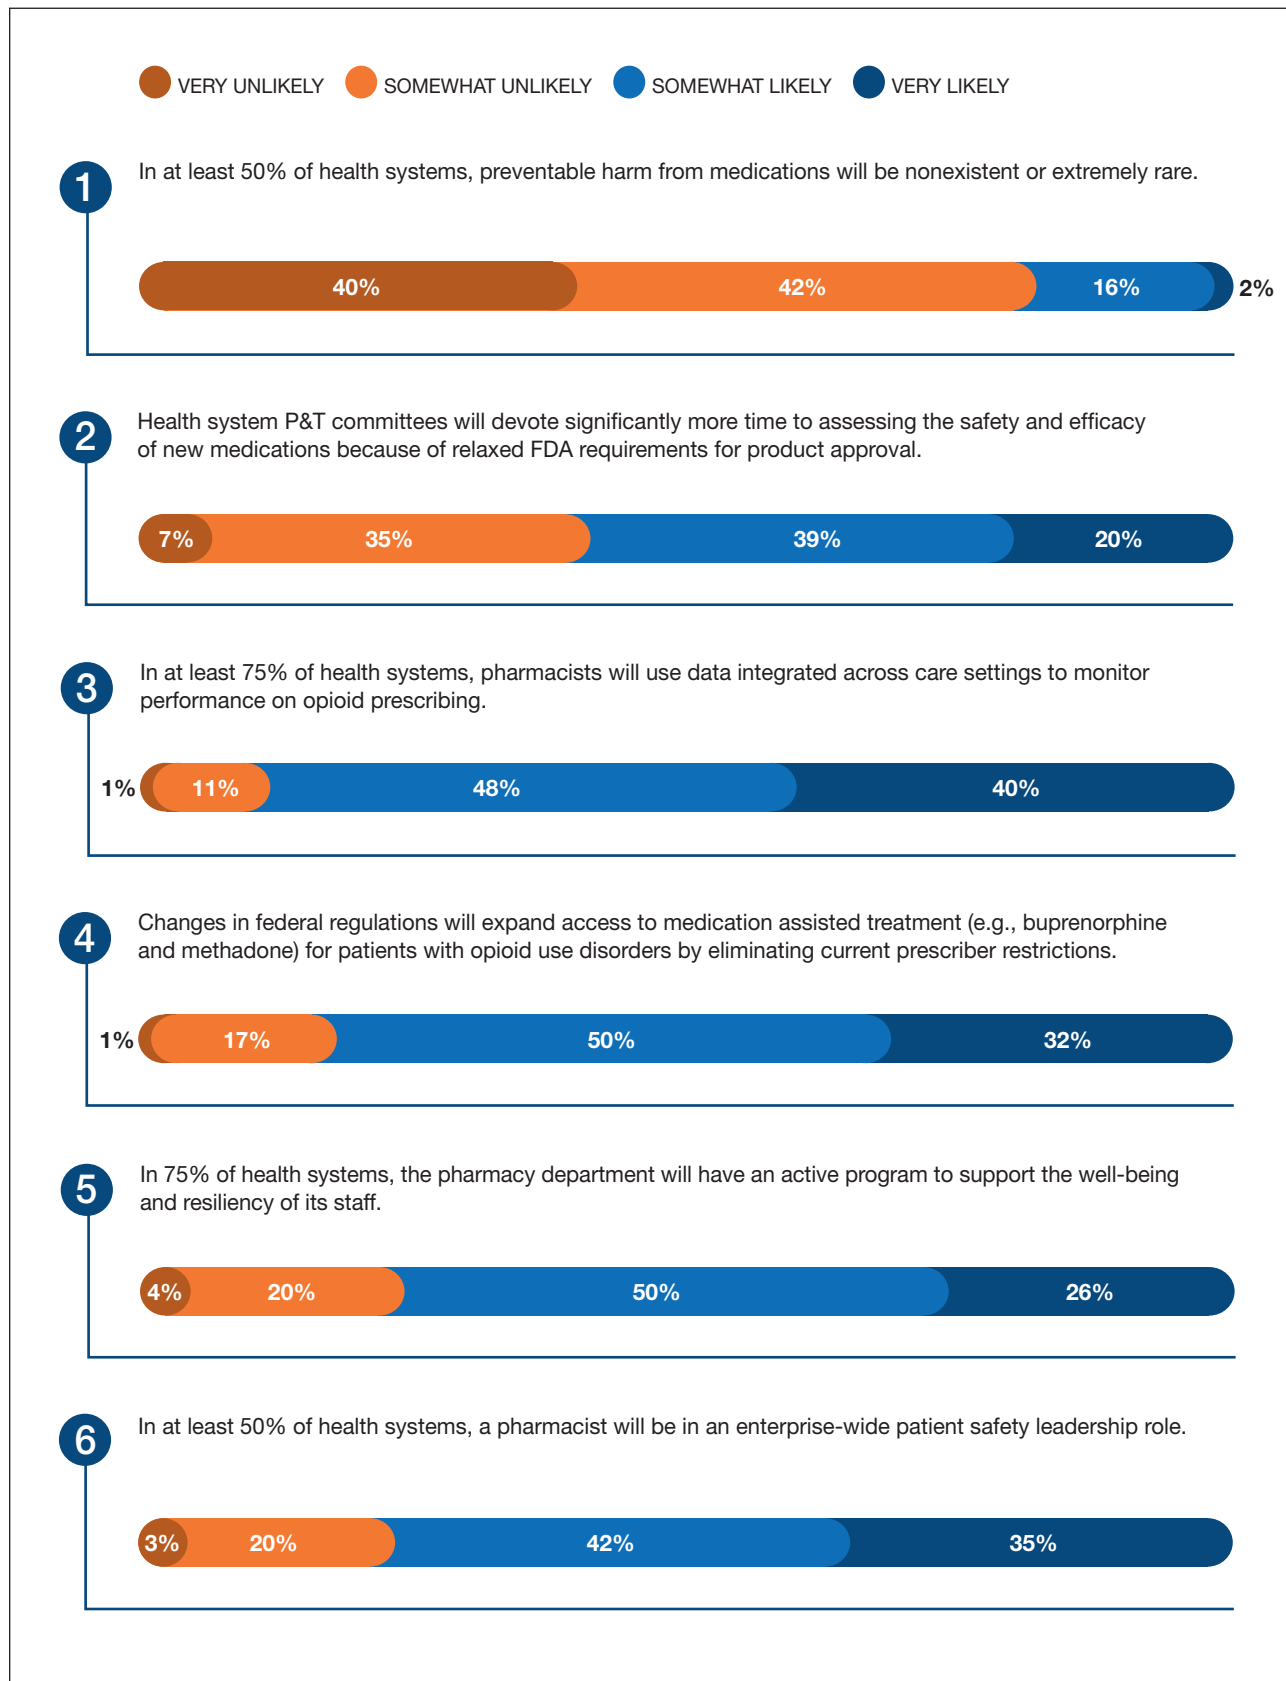 VERY UNLIKELY SOMEWHAT UNLIKELY SOMEWHAT LIKELY VERY LIKELY
1
In at least 50% of health systems, preventable harm from medications will be nonexistent or extremely rare.
40% 42% 16% 2%
2
Health system P&T committees will devote significantly more time to assessing the safety and efficacy
of new medications because of relaxed FDA requirements for product approval.
7% 35% 39% 20%
3
In at least 75% of health systems, pharmacists will use data integrated across care settings to monitor
performance on opioid prescribing.
1% 11% 48% 40%
4
Changes in federal regulations will expand access to medication assisted treatment (e.g., buprenorphine
and methadone) for patients with opioid use disorders by eliminating current prescriber restrictions.
1% 17% 50% 32%
5
In 75% of health systems, the pharmacy department will have an active program to support the well-being
and resiliency of its staff.
4% 20% 50% 26%
6
In at least 50% of health systems, a pharmacist will be in an enterprise-wide patient safety leadership role.
3% 20% 42% 35%